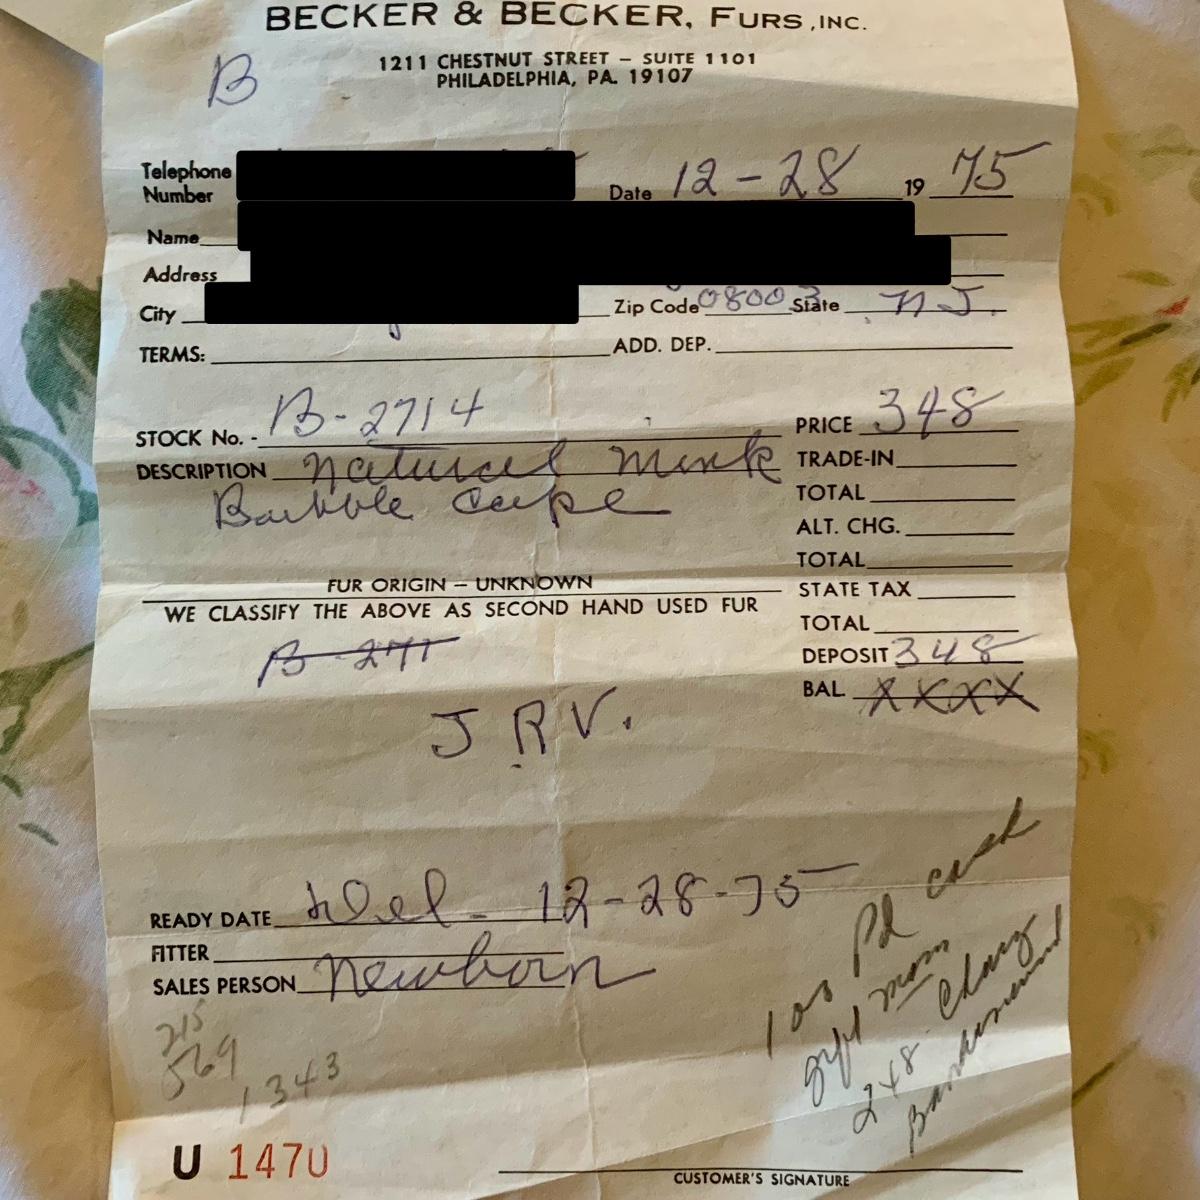 BECKER & BECKER, FURS, INC.
1211 CHESTNUT STREET – SUITE 1101
PHILADELPHIA, PA. 19107
B
Telephone Number
Date 12-28 1975
Name
Address
City Zip Code 08003 State N.J.
TERMS: ADD. DEP.
STOCK No. - B-2714 PRICE 348
DESCRIPTION Natural Mink TRADE-IN
Bubble Cape TOTAL
ALT. CHG.
TOTAL
FUR ORIGIN – UNKNOWN STATE TAX
WE CLASSIFY THE ABOVE AS SECOND HAND USED FUR
TOTAL
B-271 DEPOSIT 348
BAL. XXXX
J R V.
READY DATE Del - 12-28-75
FITTER
SALES PERSON Newborn
100 Pd cash
gift mom
248 Charg
215
569
1343
U 1470
CUSTOMER'S SIGNATURE